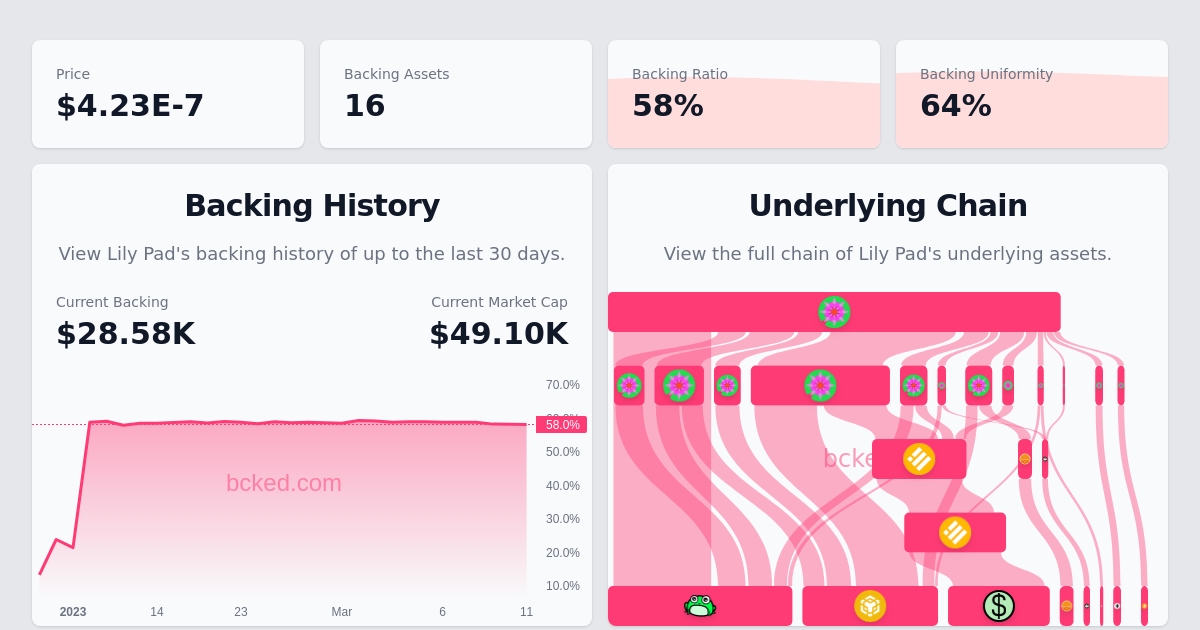 Price
$4.23E-7
Backing Assets
16
Backing Ratio
58%
Backing Uniformity
64%
Backing History
View Lily Pad's backing history of up to the last 30 days.
Current Backing
$28.58K
Current Market Cap
$49.10K
70.0%
58.0%
50.0%
40.0%
30.0%
20.0%
10.0%
bcked.com
2023
14
23
Mar
6
11
Underlying Chain
View the full chain of Lily Pad's underlying assets.
bcke
$